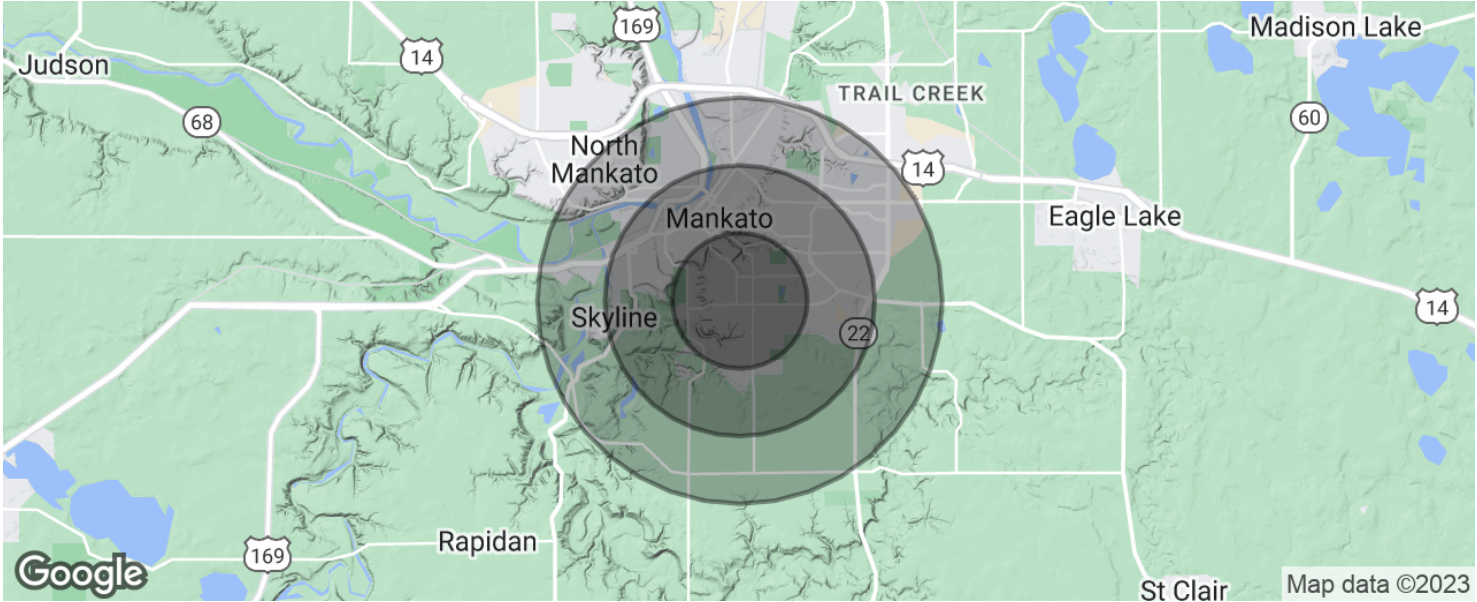 169
Madison Lake
14
Judson
TRAIL CREEK
68
60
North
Mankato
14
Mankato
Eagle Lake
14
Skyline
22
Rapidan
169
Google
St Clair
Map data ©2023